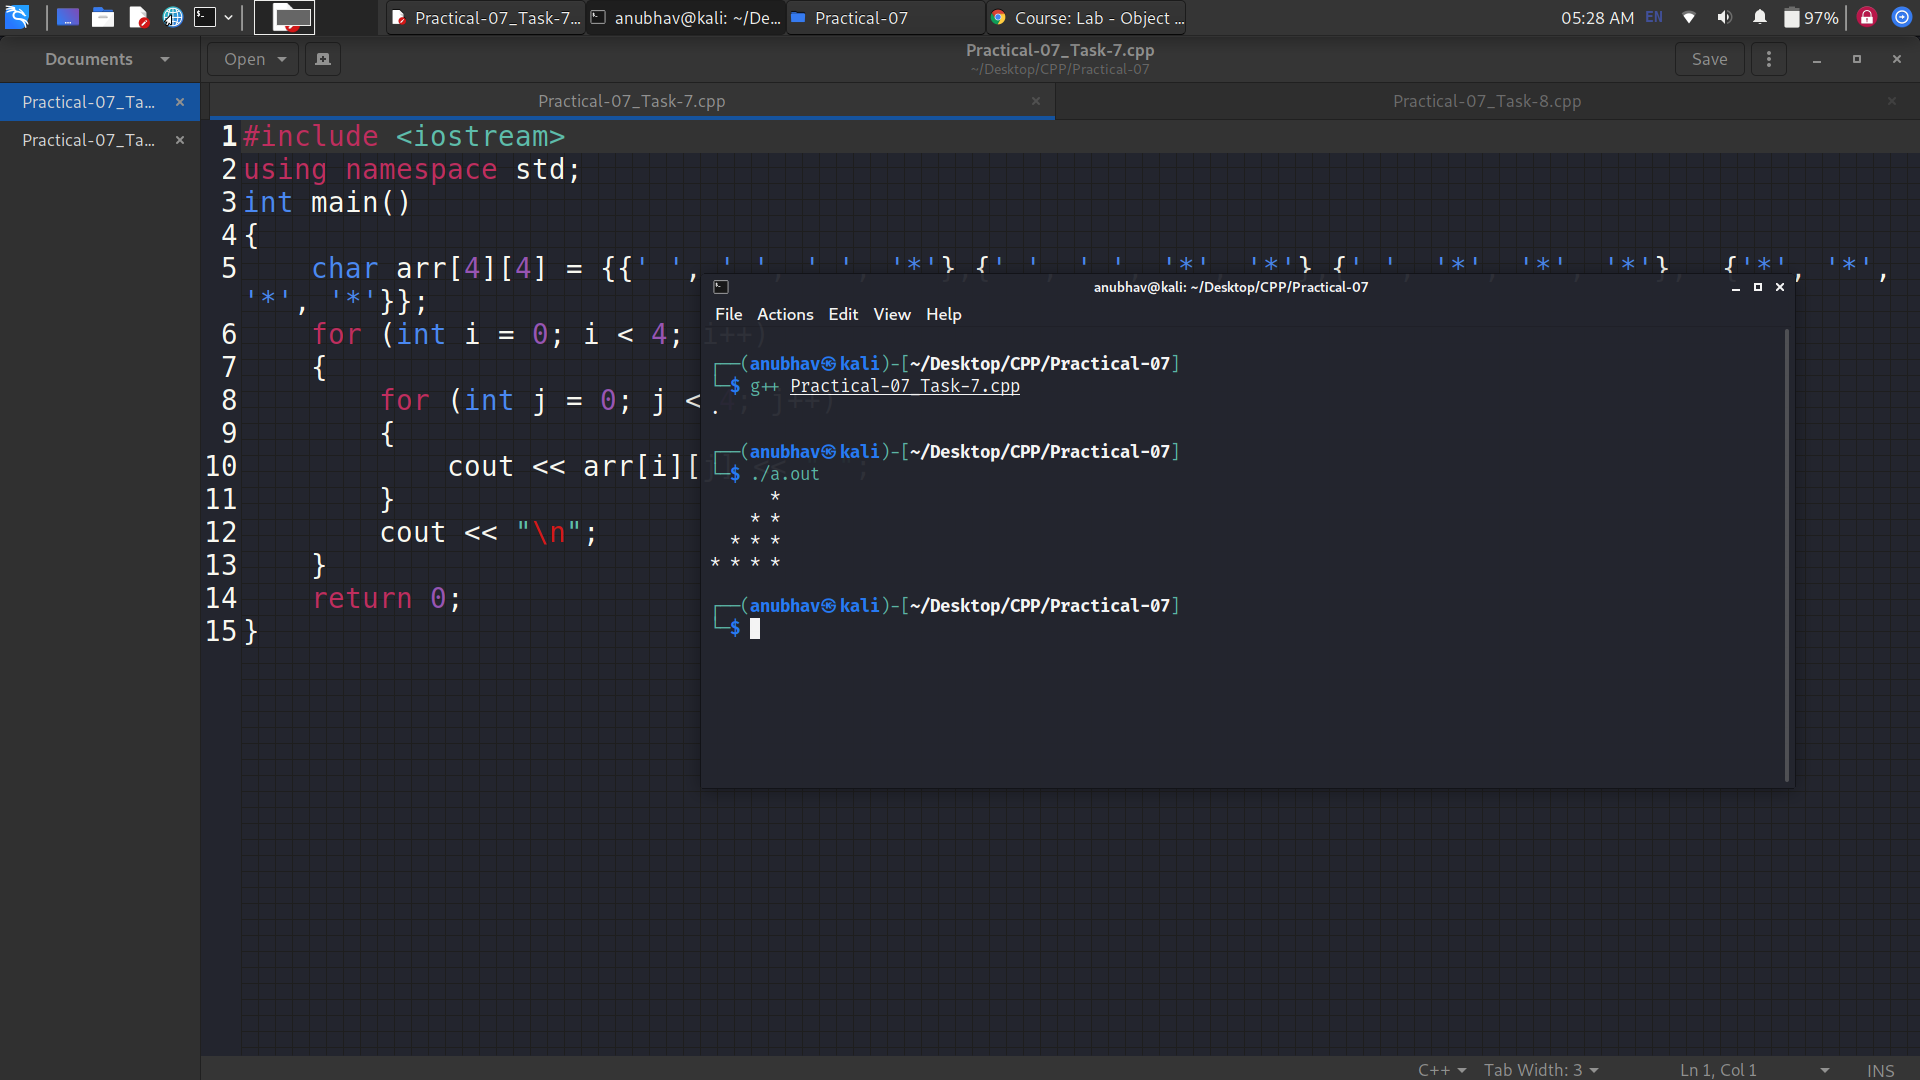 Practical-07_Task-7...
anubhav@kali: ~/De...
Practical-07
Course: Lab - Object ...
05:28 AM
EN
97%
Documents
Open
Practical-07_Task-7.cpp
~/Desktop/CPP/Practical-07
Save
Practical-07_Ta...
Practical-07_Ta...
Practical-07_Task-7.cpp
Practical-07_Task-8.cpp
1 #include <iostream>
2 using namespace std;
3 int main()
4 {
5 char arr[4][4] = {{' ', ' ', ' ', '*'},{' ', ' ', '*', '*'},{' ', '*', '*', '*'}, {'*', '*',
'*', '*'}};
6 for (int i = 0; i < 4; i++)
7 {
8 for (int j = 0; j < 4; j++)
9 {
10 cout << arr[i][j] ;
11 }
12 cout << "\n";
13 }
14 return 0;
15 }
anubhav@kali: ~/Desktop/CPP/Practical-07
File Actions Edit View Help
┌──(anubhav㉿kali)-[~/Desktop/CPP/Practical-07]
└─$ g++ Practical-07_Task-7.cpp
.
┌──(anubhav㉿kali)-[~/Desktop/CPP/Practical-07]
└─$ ./a.out
      *
    * *
  * * *
* * * *
┌──(anubhav㉿kali)-[~/Desktop/CPP/Practical-07]
└─$
C++
Tab Width: 3
Ln 1, Col 1
INS